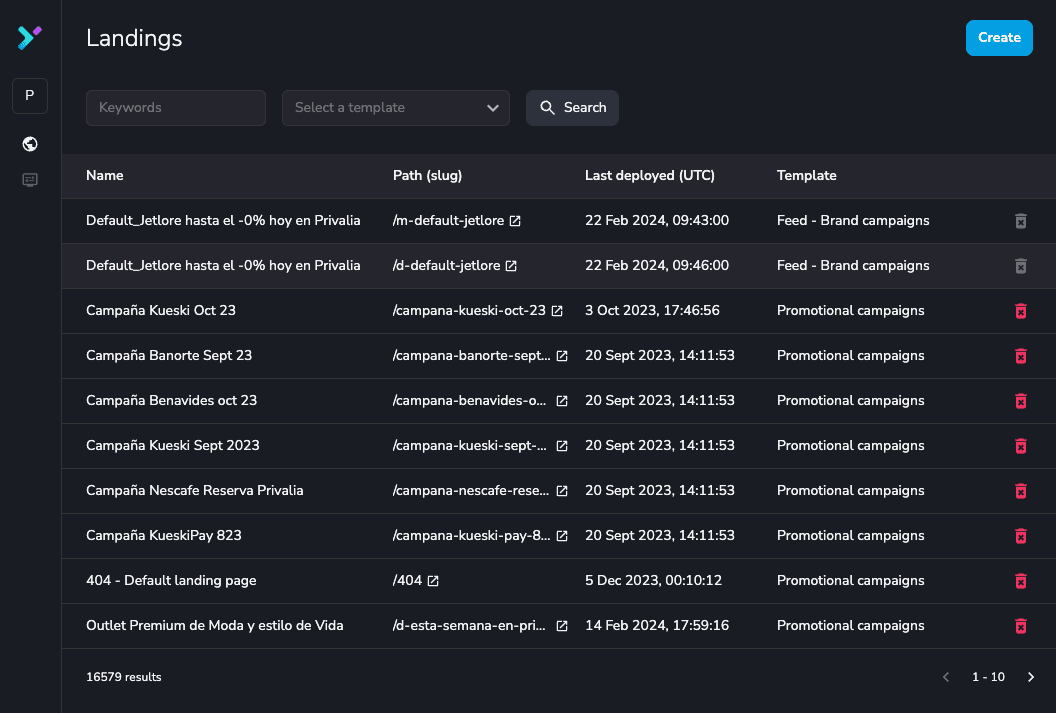 Landings
Create
P
Keywords
Select a template
Search
Name Path (slug) Last deployed (UTC) Template
Default_Jetlore hasta el -0% hoy en Privalia /m-default-jetlore 22 Feb 2024, 09:43:00 Feed - Brand campaigns
Default_Jetlore hasta el -0% hoy en Privalia /d-default-jetlore 22 Feb 2024, 09:46:00 Feed - Brand campaigns
Campaña Kueski Oct 23 /campana-kueski-oct-23 3 Oct 2023, 17:46:56 Promotional campaigns
Campaña Banorte Sept 23 /campana-banorte-sept... 20 Sept 2023, 14:11:53 Promotional campaigns
Campaña Benavides oct 23 /campana-benavides-o... 20 Sept 2023, 14:11:53 Promotional campaigns
Campaña Kueski Sept 2023 /campana-kueski-sept-... 20 Sept 2023, 14:11:53 Promotional campaigns
Campaña Nescafe Reserva Privalia /campana-nescafe-rese... 20 Sept 2023, 14:11:53 Promotional campaigns
Campaña KueskiPay 823 /campana-kueski-pay-8... 20 Sept 2023, 14:11:53 Promotional campaigns
404 - Default landing page /404 5 Dec 2023, 00:10:12 Promotional campaigns
Outlet Premium de Moda y estilo de Vida /d-esta-semana-en-pri... 14 Feb 2024, 17:59:16 Promotional campaigns
16579 results 1 - 10